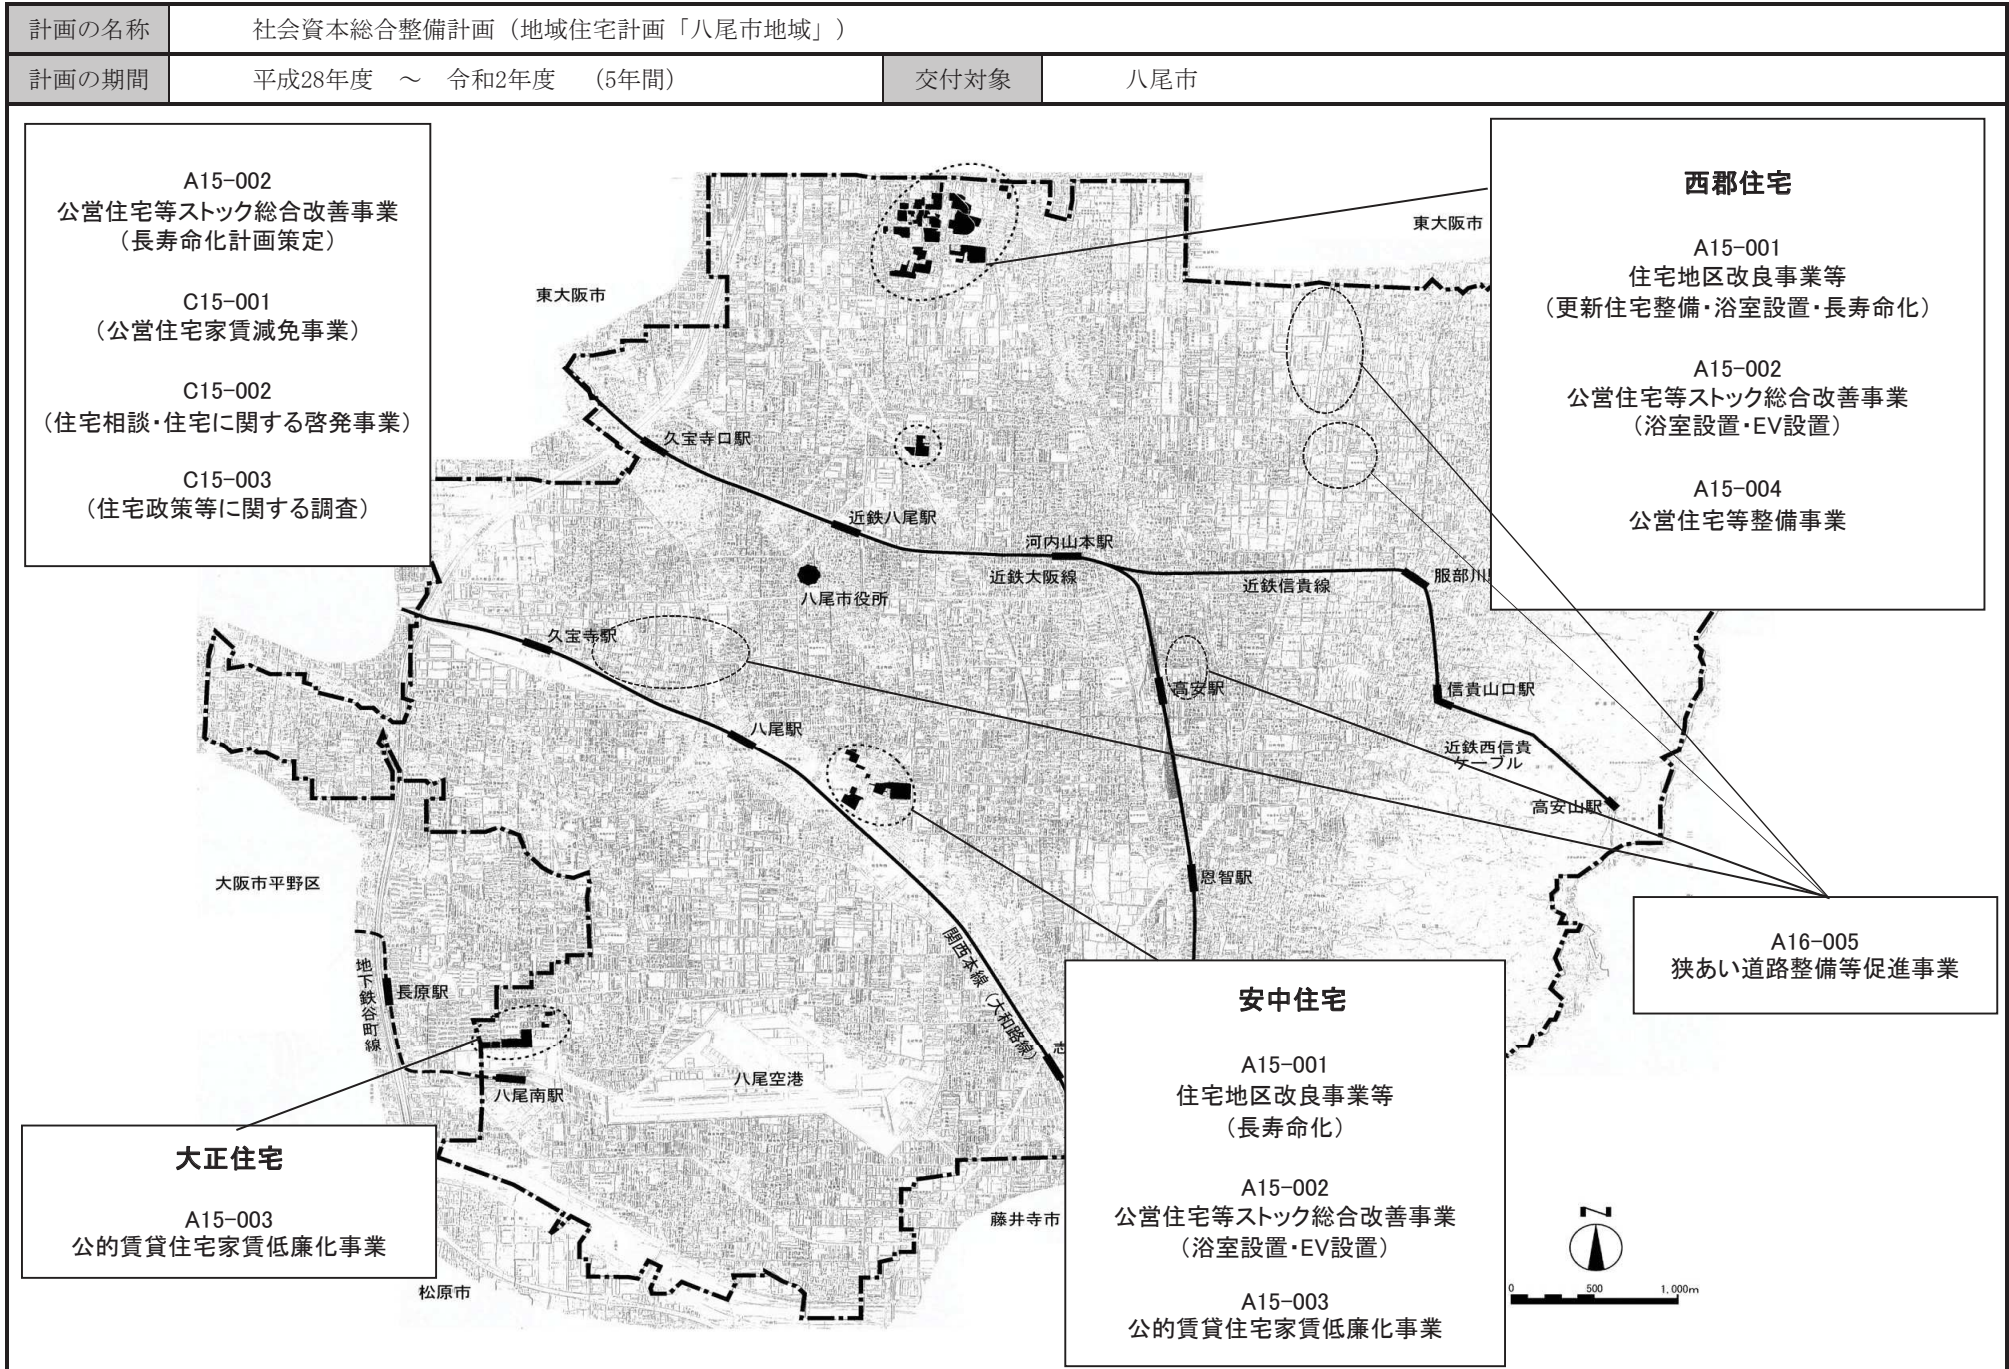 計画の名称
社会資本総合整備計画（地域住宅計画「八尾市地域」）
計画の期間
平成28年度　～　令和2年度　（5年間）
交付対象
八尾市
A15-002
公営住宅等ストック総合改善事業
（長寿命化計画策定）
C15-001
（公営住宅家賃減免事業）
C15-002
（住宅相談・住宅に関する啓発事業）
C15-003
（住宅政策等に関する調査）
西郡住宅
A15-001
住宅地区改良事業等
（更新住宅整備・浴室設置・長寿命化）
A15-002
公営住宅等ストック総合改善事業
（浴室設置・EV設置）
A15-004
公営住宅等整備事業
東大阪市
東大阪市
久宝寺口駅
近鉄八尾駅
河内山本駅
近鉄大阪線
近鉄信貴線
服部川
八尾市役所
久宝寺駅
高安駅
信貴山口駅
八尾駅
近鉄西信貴
ケーブル
高安山駅
大阪市平野区
恩智駅
A16-005
狭あい道路整備等促進事業
関西本線（大和路線）
地下鉄谷町線
長原駅
志
八尾空港
八尾南駅
安中住宅
A15-001
住宅地区改良事業等
（長寿命化）
A15-002
公営住宅等ストック総合改善事業
（浴室設置・EV設置）
A15-003
公的賃貸住宅家賃低廉化事業
大正住宅
A15-003
公的賃貸住宅家賃低廉化事業
藤井寺市
松原市
N
0 500 1,000m